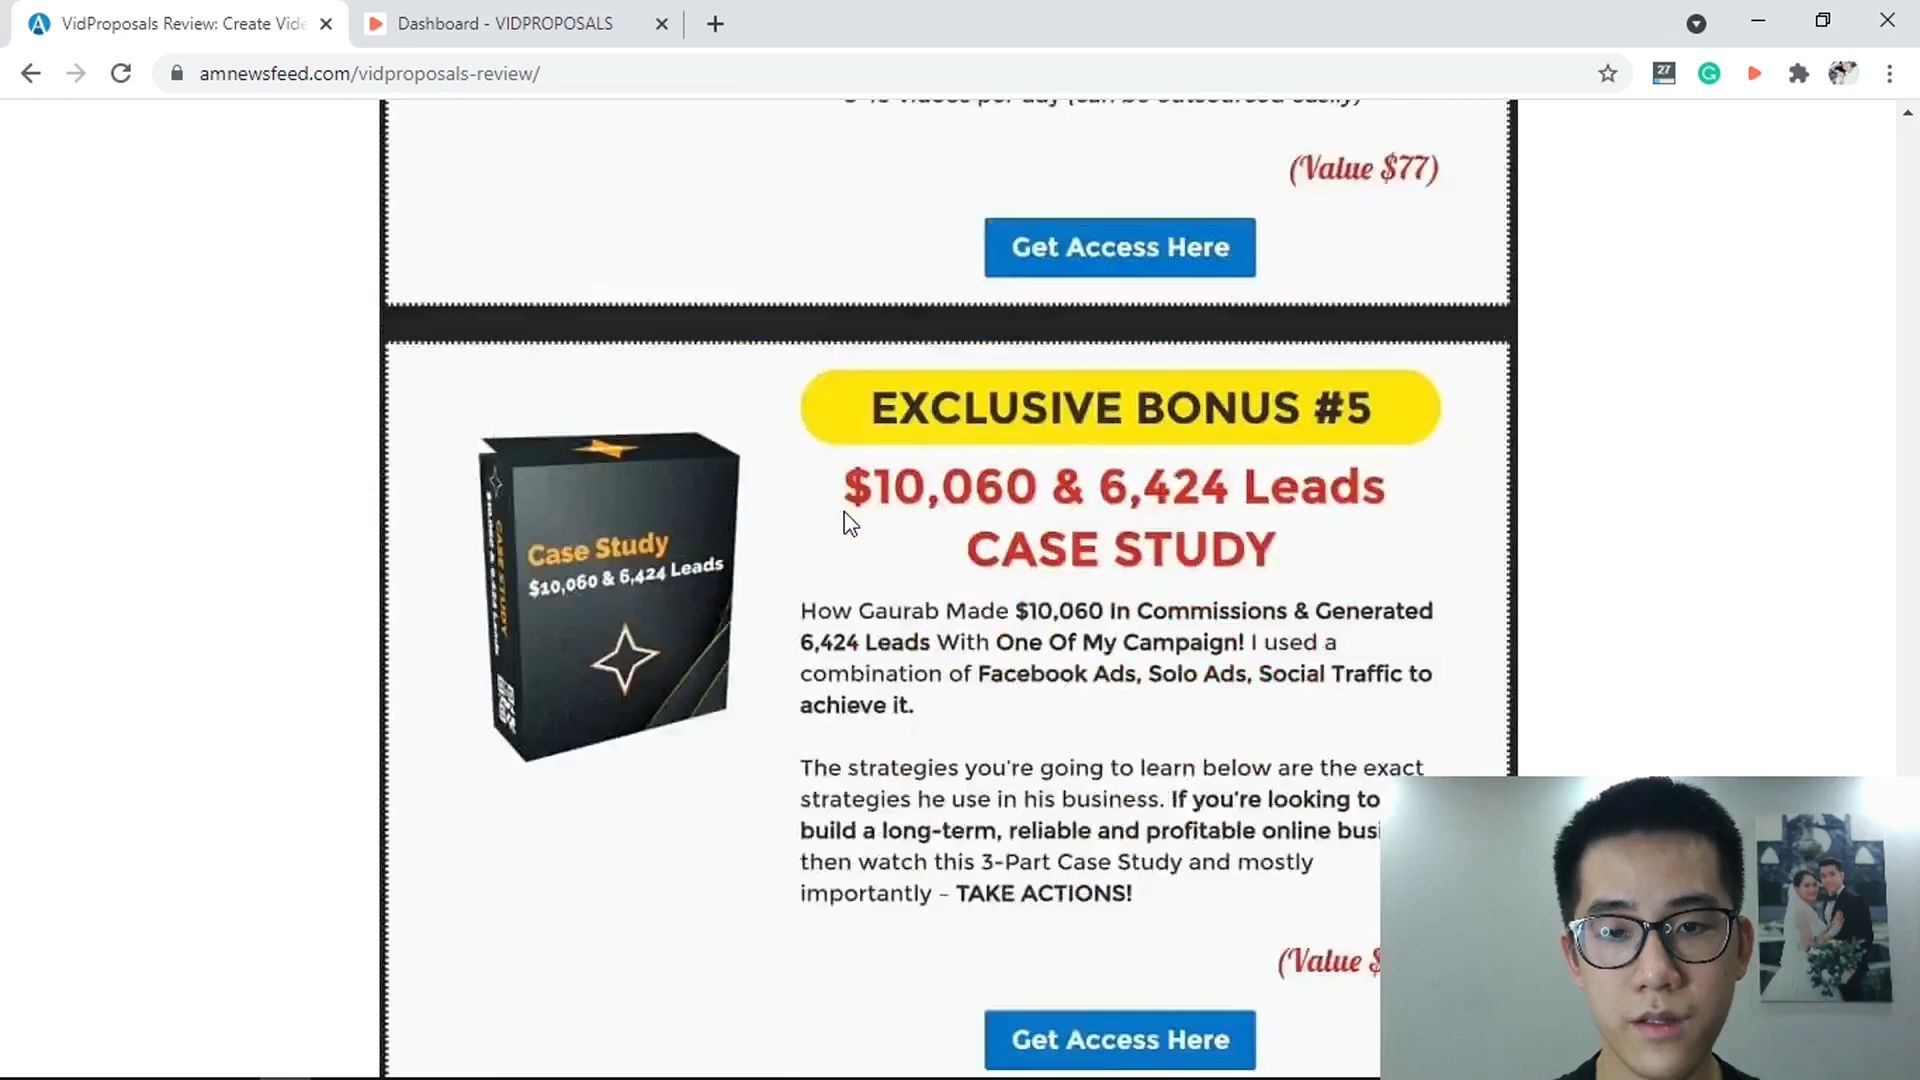 VidProposals Review: Create Vide
Dashboard - VIDPROPOSALS
amnewsfeed.com/vidproposals-review/
27
(Value $77)
Get Access Here
EXCLUSIVE BONUS #5
$10,060 & 6,424 Leads
CASE STUDY
Case Study
$10,060 & 6,424 Leads
How Gaurab Made $10,060 In Commissions & Generated
6,424 Leads With One Of My Campaign! I used a
combination of Facebook Ads, Solo Ads, Social Traffic to
achieve it.
The strategies you're going to learn below are the exact
strategies he use in his business. If you're looking to
build a long-term, reliable and profitable online busi
then watch this 3-Part Case Study and mostly
importantly – TAKE ACTIONS!
(Value $
Get Access Here